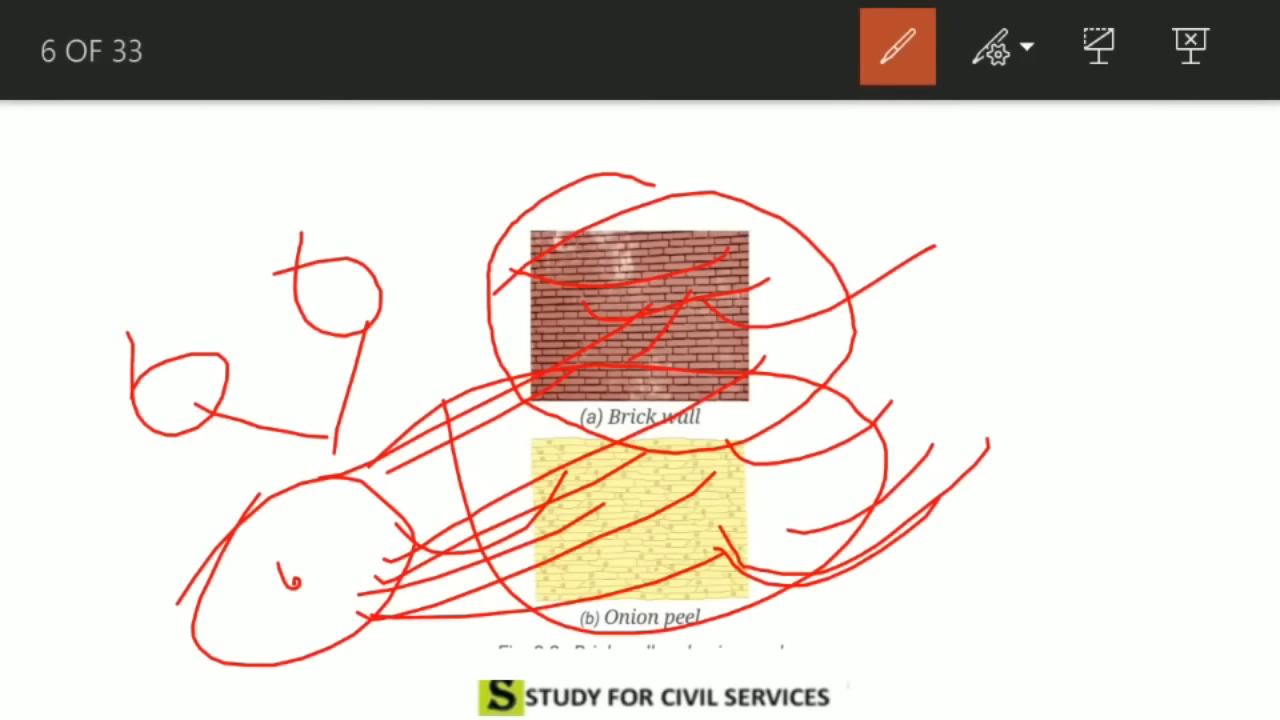 6 OF 33
(a) Brick wall
(b) Onion peel
S STUDY FOR CIVIL SERVICES